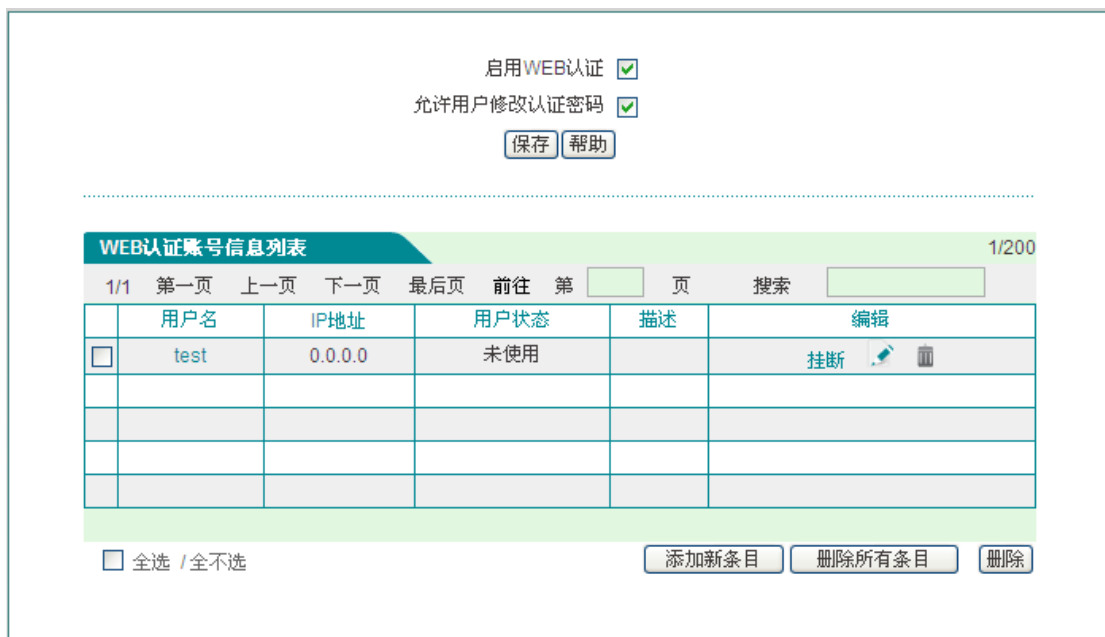 启用WEB认证
允许用户修改认证密码
保存 帮助
WEB认证账号信息列表 1/200
1/1 第一页 上一页 下一页 最后页 前往 第 页 搜索
用户名 IP地址 用户状态 描述 编辑
test 0.0.0.0 未使用 挂断
全选 / 全不选 添加新条目 删除所有条目 删除